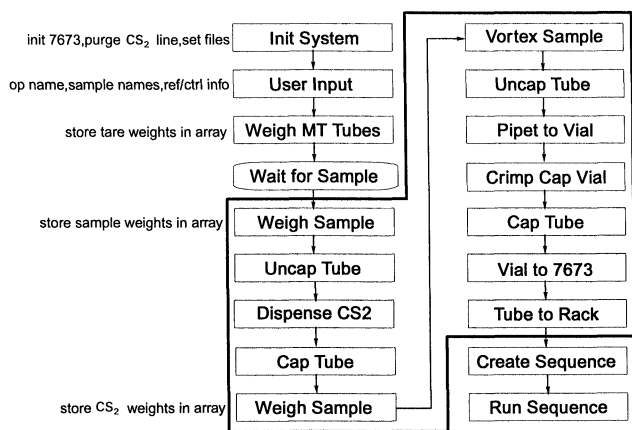 init 7673,purge CS2 line,set files
Init System
op name,sample names,ref/ctrl info
User Input
store tare weights in array
Weigh MT Tubes
Wait for Sample
store sample weights in array
Weigh Sample
Uncap Tube
Dispense CS2
Cap Tube
store CS2 weights in array
Weigh Sample
Vortex Sample
Uncap Tube
Pipet to Vial
Crimp Cap Vial
Cap Tube
Vial to 7673
Tube to Rack
Create Sequence
Run Sequence